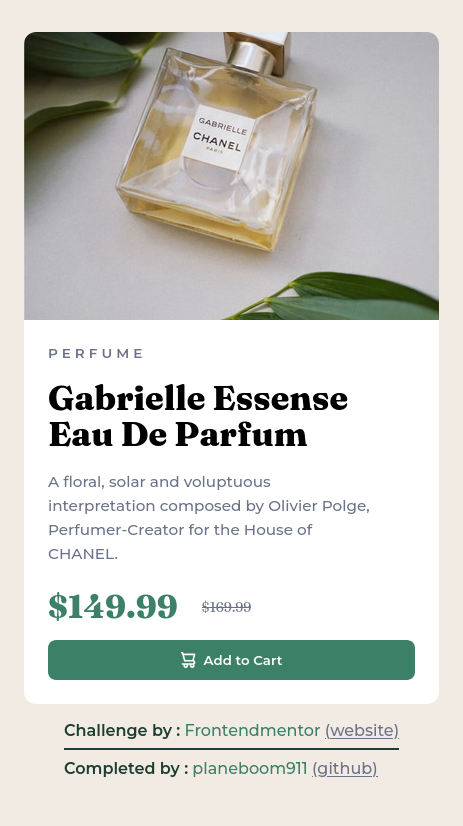 GABRIELLE
CHANEL
PARIS
PERFUME
Gabrielle Essense
Eau De Parfum
A floral, solar and voluptuous
interpretation composed by Olivier Polge,
Perfumer-Creator for the House of
CHANEL.
$149.99 $169.99
Add to Cart
Challenge by : Frontendmentor (website)
Completed by : planeboom911 (github)